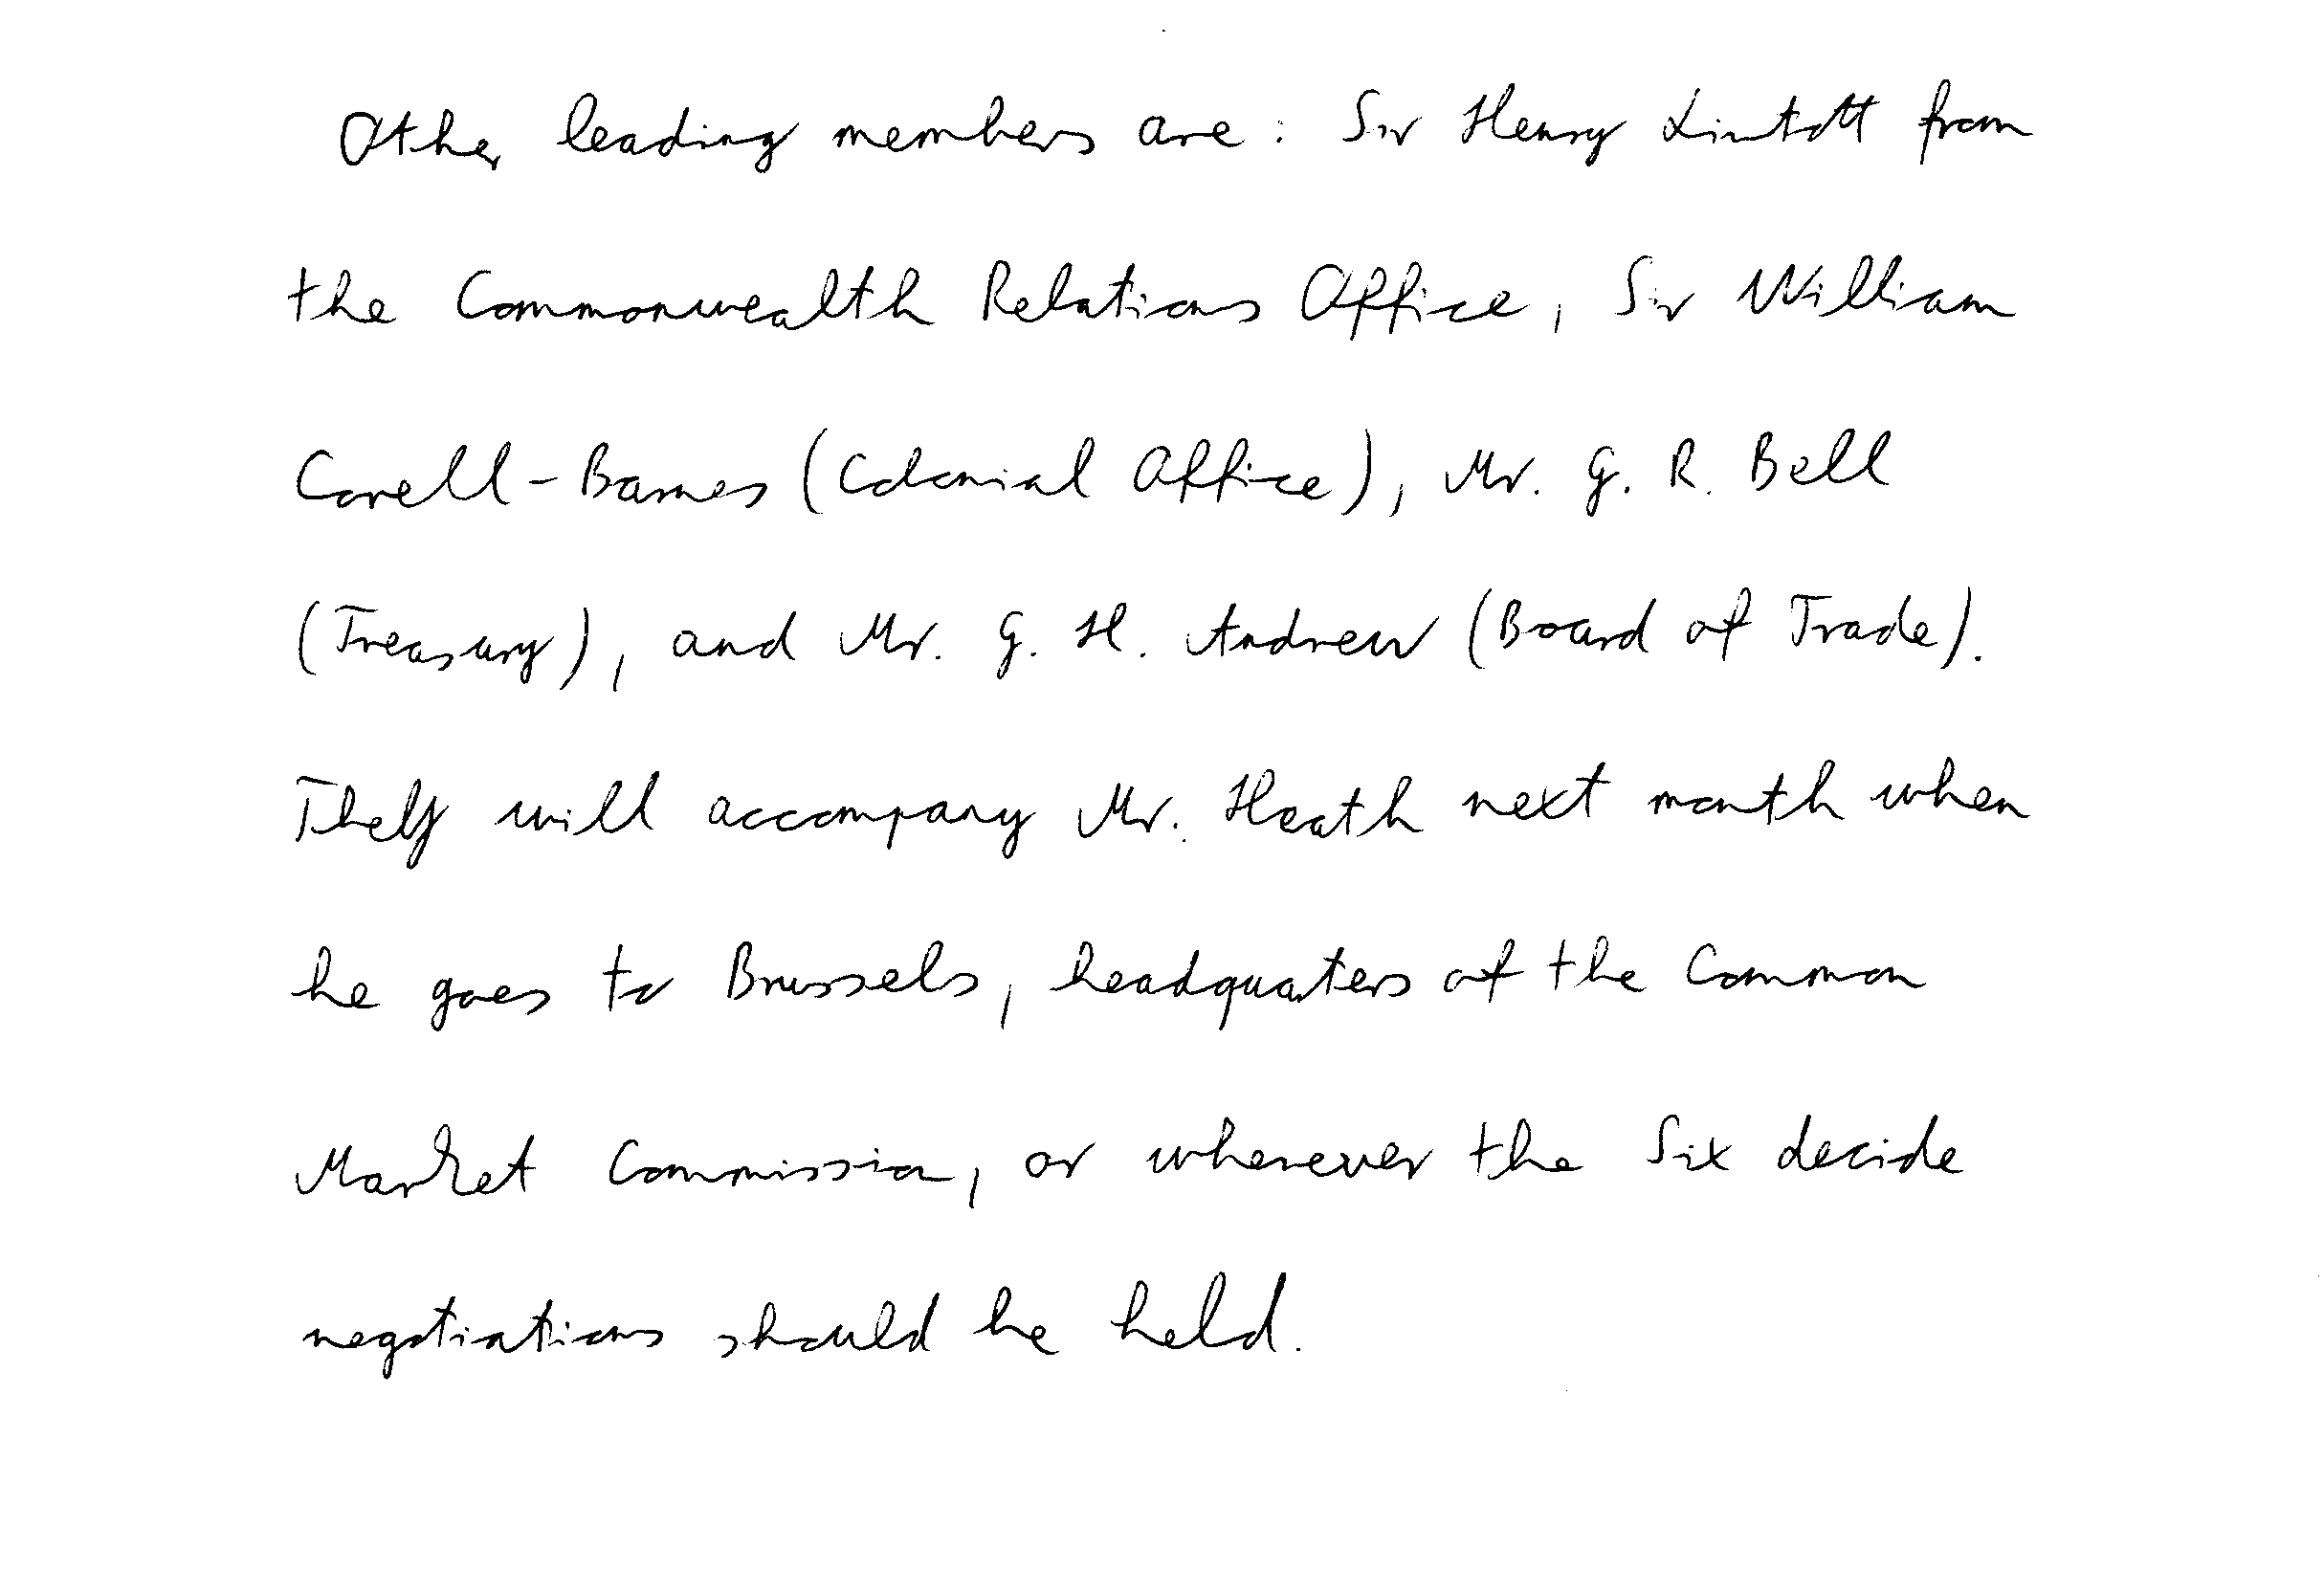 Other leading members are: Sir Henry Lintott from
the Commonwealth Relations Office, Sir William
Corell-Barnes (Colonial Office), Mr. G. R. Bell
(Treasury), and Mr. G. H. Andrew (Board of Trade).
They will accompany Mr. Heath next month when
he goes to Brussels, headquarters of the Common
Market Commission, or wherever the Six decide
negotiations should be held.